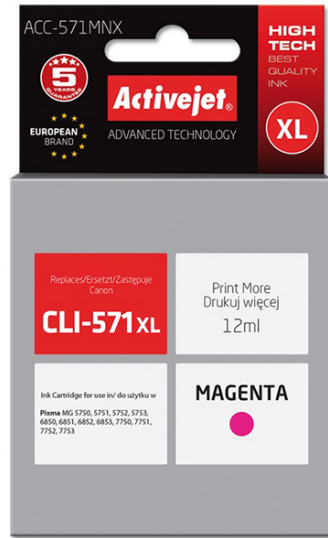 ACC-571MNX
HIGH
TECH
BEST
QUALITY
INK
5
YEARS
GUARANTEE
Activejet®
EUROPEAN
BRAND
ADVANCED TECHNOLOGY
XL
Replaces/Ersetzt/Zastępuje
Canon
CLI-571XL
Print More
Drukuj więcej
12ml
Ink Cartridge for use in/ do użytku w
Pixma MG 5750, 5751, 5752, 5753,
6850, 6851, 6852, 6853, 7750, 7751,
7752, 7753
MAGENTA